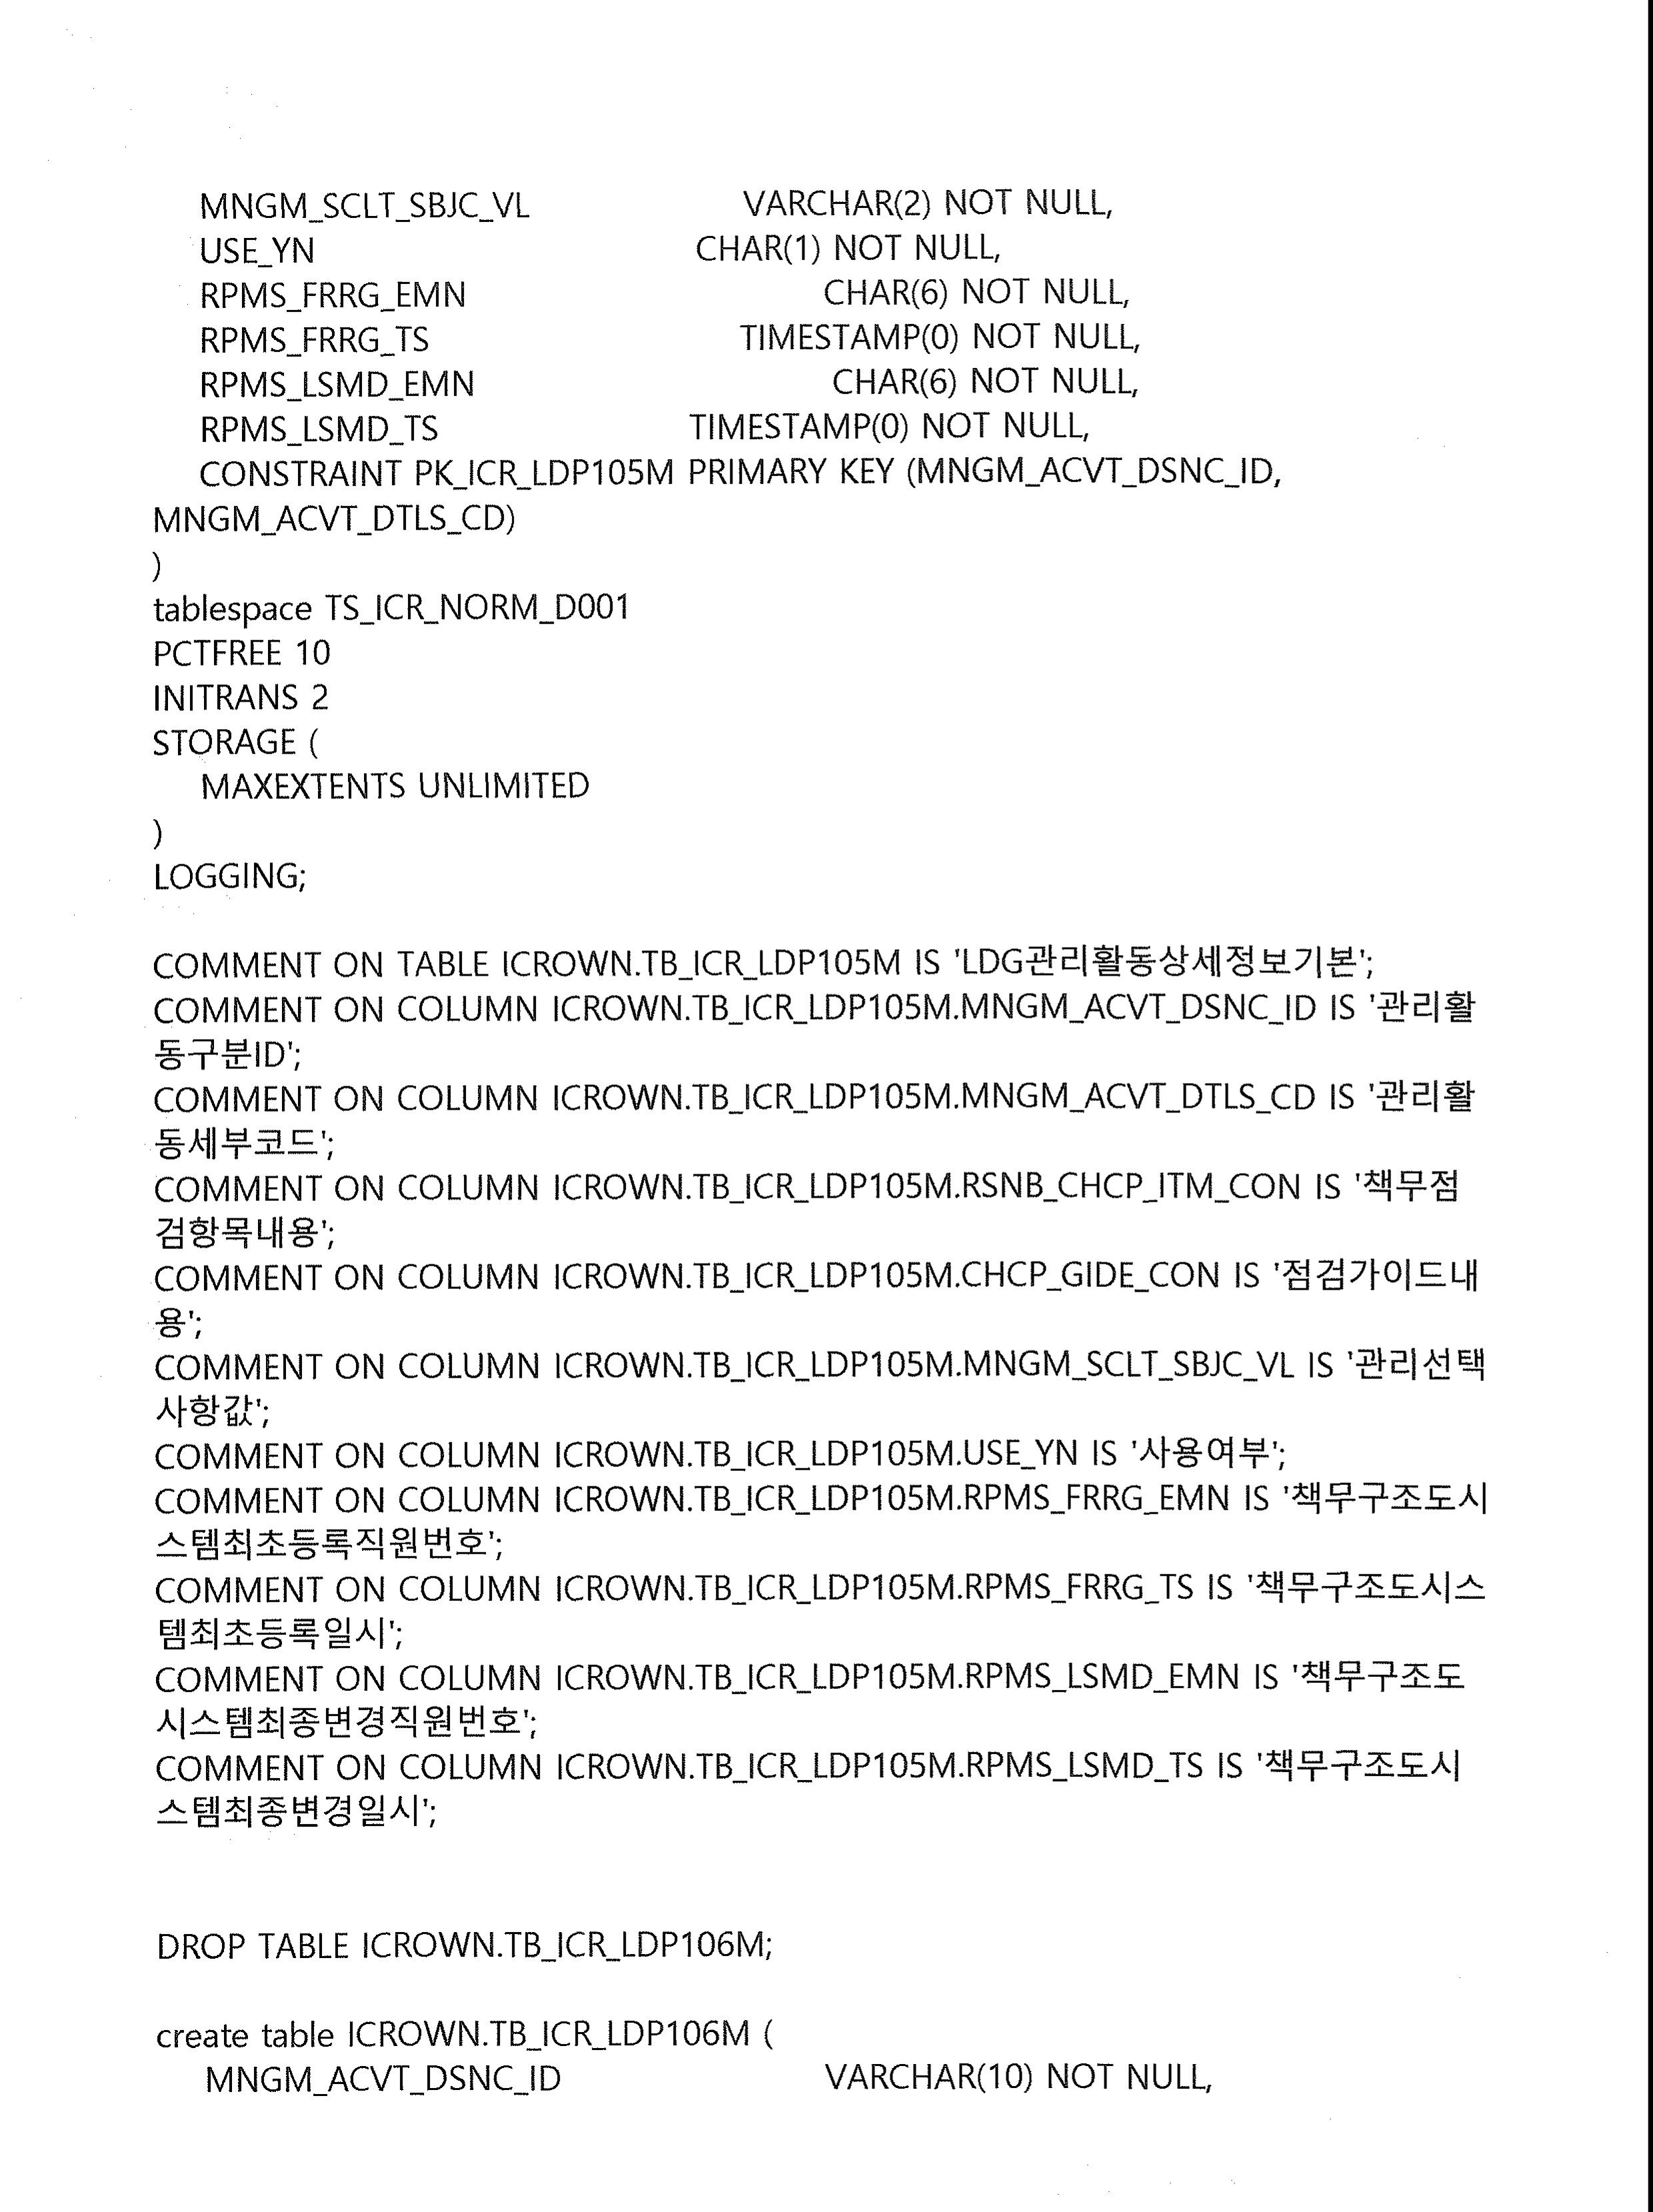 MNGM_SCLT_SBJC_VL VARCHAR(2) NOT NULL,
USE_YN CHAR(1) NOT NULL,
RPMS_FRRG_EMN CHAR(6) NOT NULL,
RPMS_FRRG_TS TIMESTAMP(0) NOT NULL,
RPMS_LSMD_EMN CHAR(6) NOT NULL,
RPMS_LSMD_TS TIMESTAMP(0) NOT NULL,
CONSTRAINT PK_ICR_LDP105M PRIMARY KEY (MNGM_ACVT_DSNC_ID,
MNGM_ACVT_DTLS_CD)
)
tablespace TS_ICR_NORM_D001
PCTFREE 10
INITRANS 2
STORAGE (
MAXEXTENTS UNLIMITED
)
LOGGING;
COMMENT ON TABLE ICROWN.TB_ICR_LDP105M IS 'LDG관리활동상세정보기본';
COMMENT ON COLUMN ICROWN.TB_ICR_LDP105M.MNGM_ACVT_DSNC_ID IS '관리활
동구분ID';
COMMENT ON COLUMN ICROWN.TB_ICR_LDP105M.MNGM_ACVT_DTLS_CD IS '관리활
동세부코드';
COMMENT ON COLUMN ICROWN.TB_ICR_LDP105M.RSNB_CHCP_ITM_CON IS '책무점
검항목내용';
COMMENT ON COLUMN ICROWN.TB_ICR_LDP105M.CHCP_GIDE_CON IS '점검가이드내
용';
COMMENT ON COLUMN ICROWN.TB_ICR_LDP105M.MNGM_SCLT_SBJC_VL IS '관리선택
사항값';
COMMENT ON COLUMN ICROWN.TB_ICR_LDP105M.USE_YN IS '사용여부';
COMMENT ON COLUMN ICROWN.TB_ICR_LDP105M.RPMS_FRRG_EMN IS '책무구조도시
스템최초등록직원번호';
COMMENT ON COLUMN ICROWN.TB_ICR_LDP105M.RPMS_FRRG_TS IS '책무구조도시스
템최초등록일시';
COMMENT ON COLUMN ICROWN.TB_ICR_LDP105M.RPMS_LSMD_EMN IS '책무구조도
시스템최종변경직원번호';
COMMENT ON COLUMN ICROWN.TB_ICR_LDP105M.RPMS_LSMD_TS IS '책무구조도시
스템최종변경일시';
DROP TABLE ICROWN.TB_ICR_LDP106M;
create table ICROWN.TB_ICR_LDP106M (
MNGM_ACVT_DSNC_ID VARCHAR(10) NOT NULL,